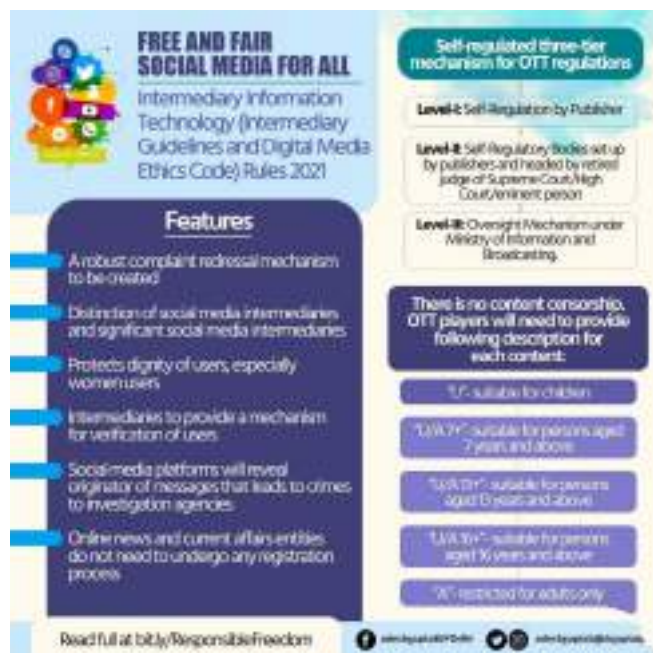 FREE AND FAIR
SOCIAL MEDIA FOR ALL
Intermediary Information
Technology (Intermediary
Guidelines and Digital Media
Ethics Code) Rules 2021
Features
A robust complaint redressal mechanism
to be created
Distinction of social media intermediaries
and significant social media intermediaries
Protects dignity of users, especially
women users
Intermediaries to provide a mechanism
for verification of users
Social media platforms will reveal
originator of messages that leads to crimes
to investigation agencies
Online news and current affairs entities
do not need to undergo any registration
process
Self-regulated three-tier
mechanism for OTT regulations
Level-I: Self-Regulation by Publisher
Level-II: Self-Regulatory Bodies set up
by publishers and headed by retired
judge of Supreme Court/High
Court/eminent person
Level-III: Oversight Mechanism under
Ministry of Information and
Broadcasting.
There is no content censorship,
OTT players will need to provide
following description for
each content:
"U"- suitable for children
"U/A 7+"- suitable for persons aged
7 years and above
"U/A 13+"- suitable for persons
aged 13 years and above
"U/A 16+"- suitable for persons
aged 16 years and above
"A"- restricted for adults only
Read full at bit.ly/ResponsibleFreedom